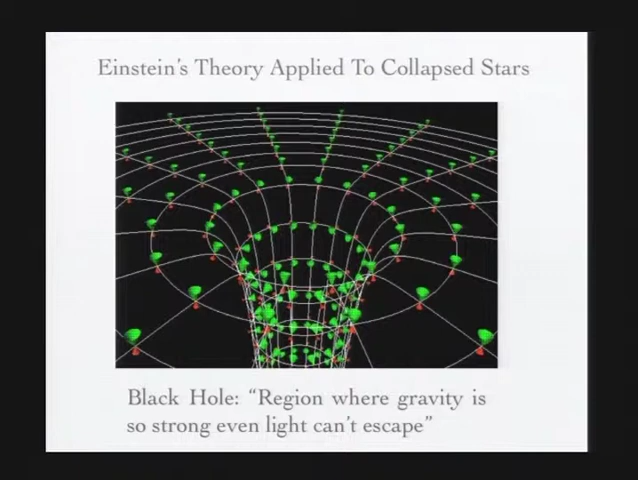 Einstein's Theory Applied To Collapsed Stars
Black Hole: “Region where gravity is
so strong even light can't escape”